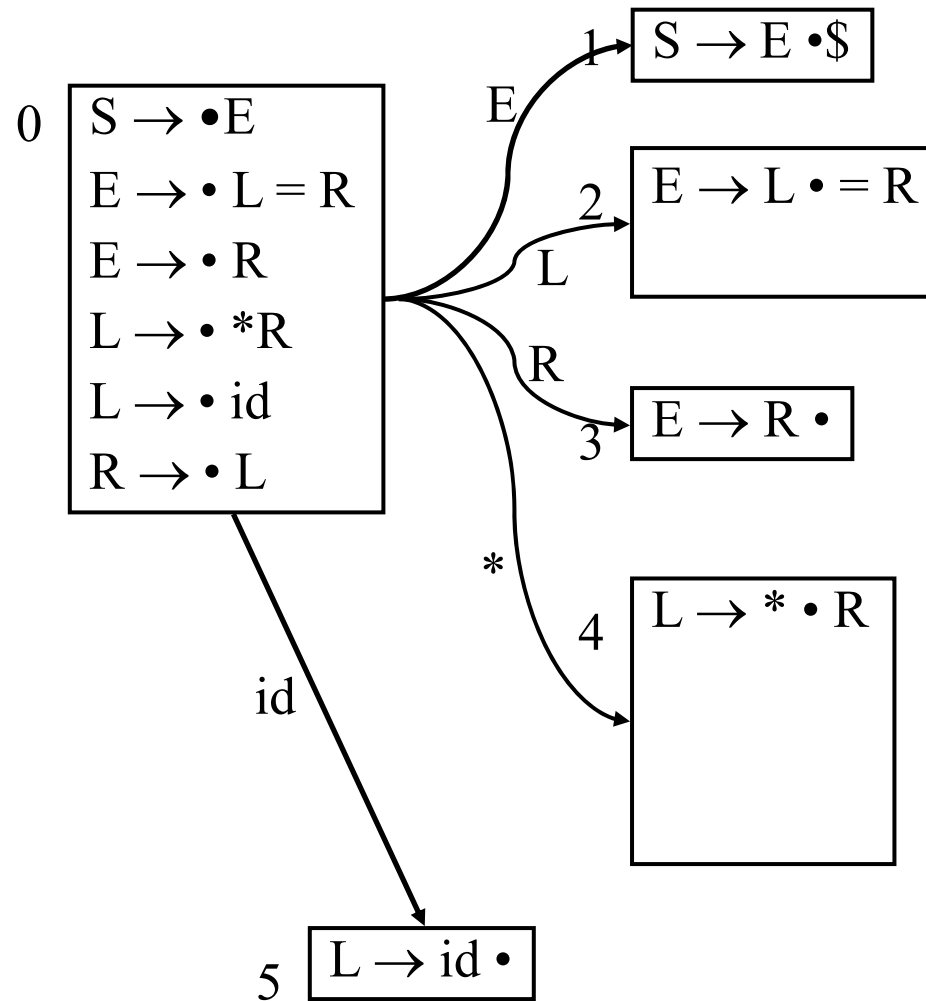 0
S → •E
E → • L = R
E → • R
L → • *R
L → • id
R → • L
E
1
S → E •$
L
2
E → L • = R
R
3
E → R •
*
4
L → * • R
id
5
L → id •